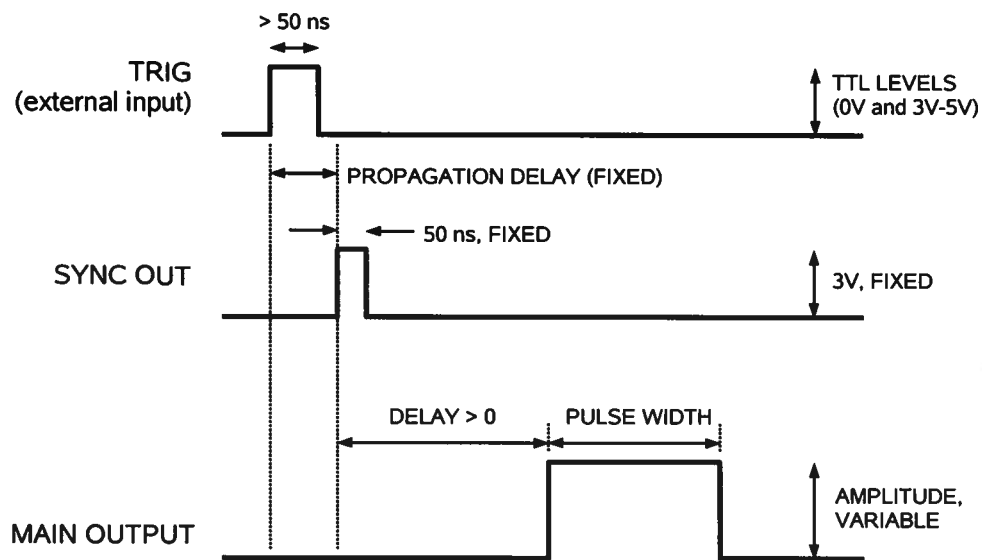 > 50 ns
TRIG
(external input)
TTL LEVELS
(0V and 3V-5V)
PROPAGATION DELAY (FIXED)
50 ns, FIXED
SYNC OUT
3V, FIXED
DELAY > 0
PULSE WIDTH
MAIN OUTPUT
AMPLITUDE,
VARIABLE